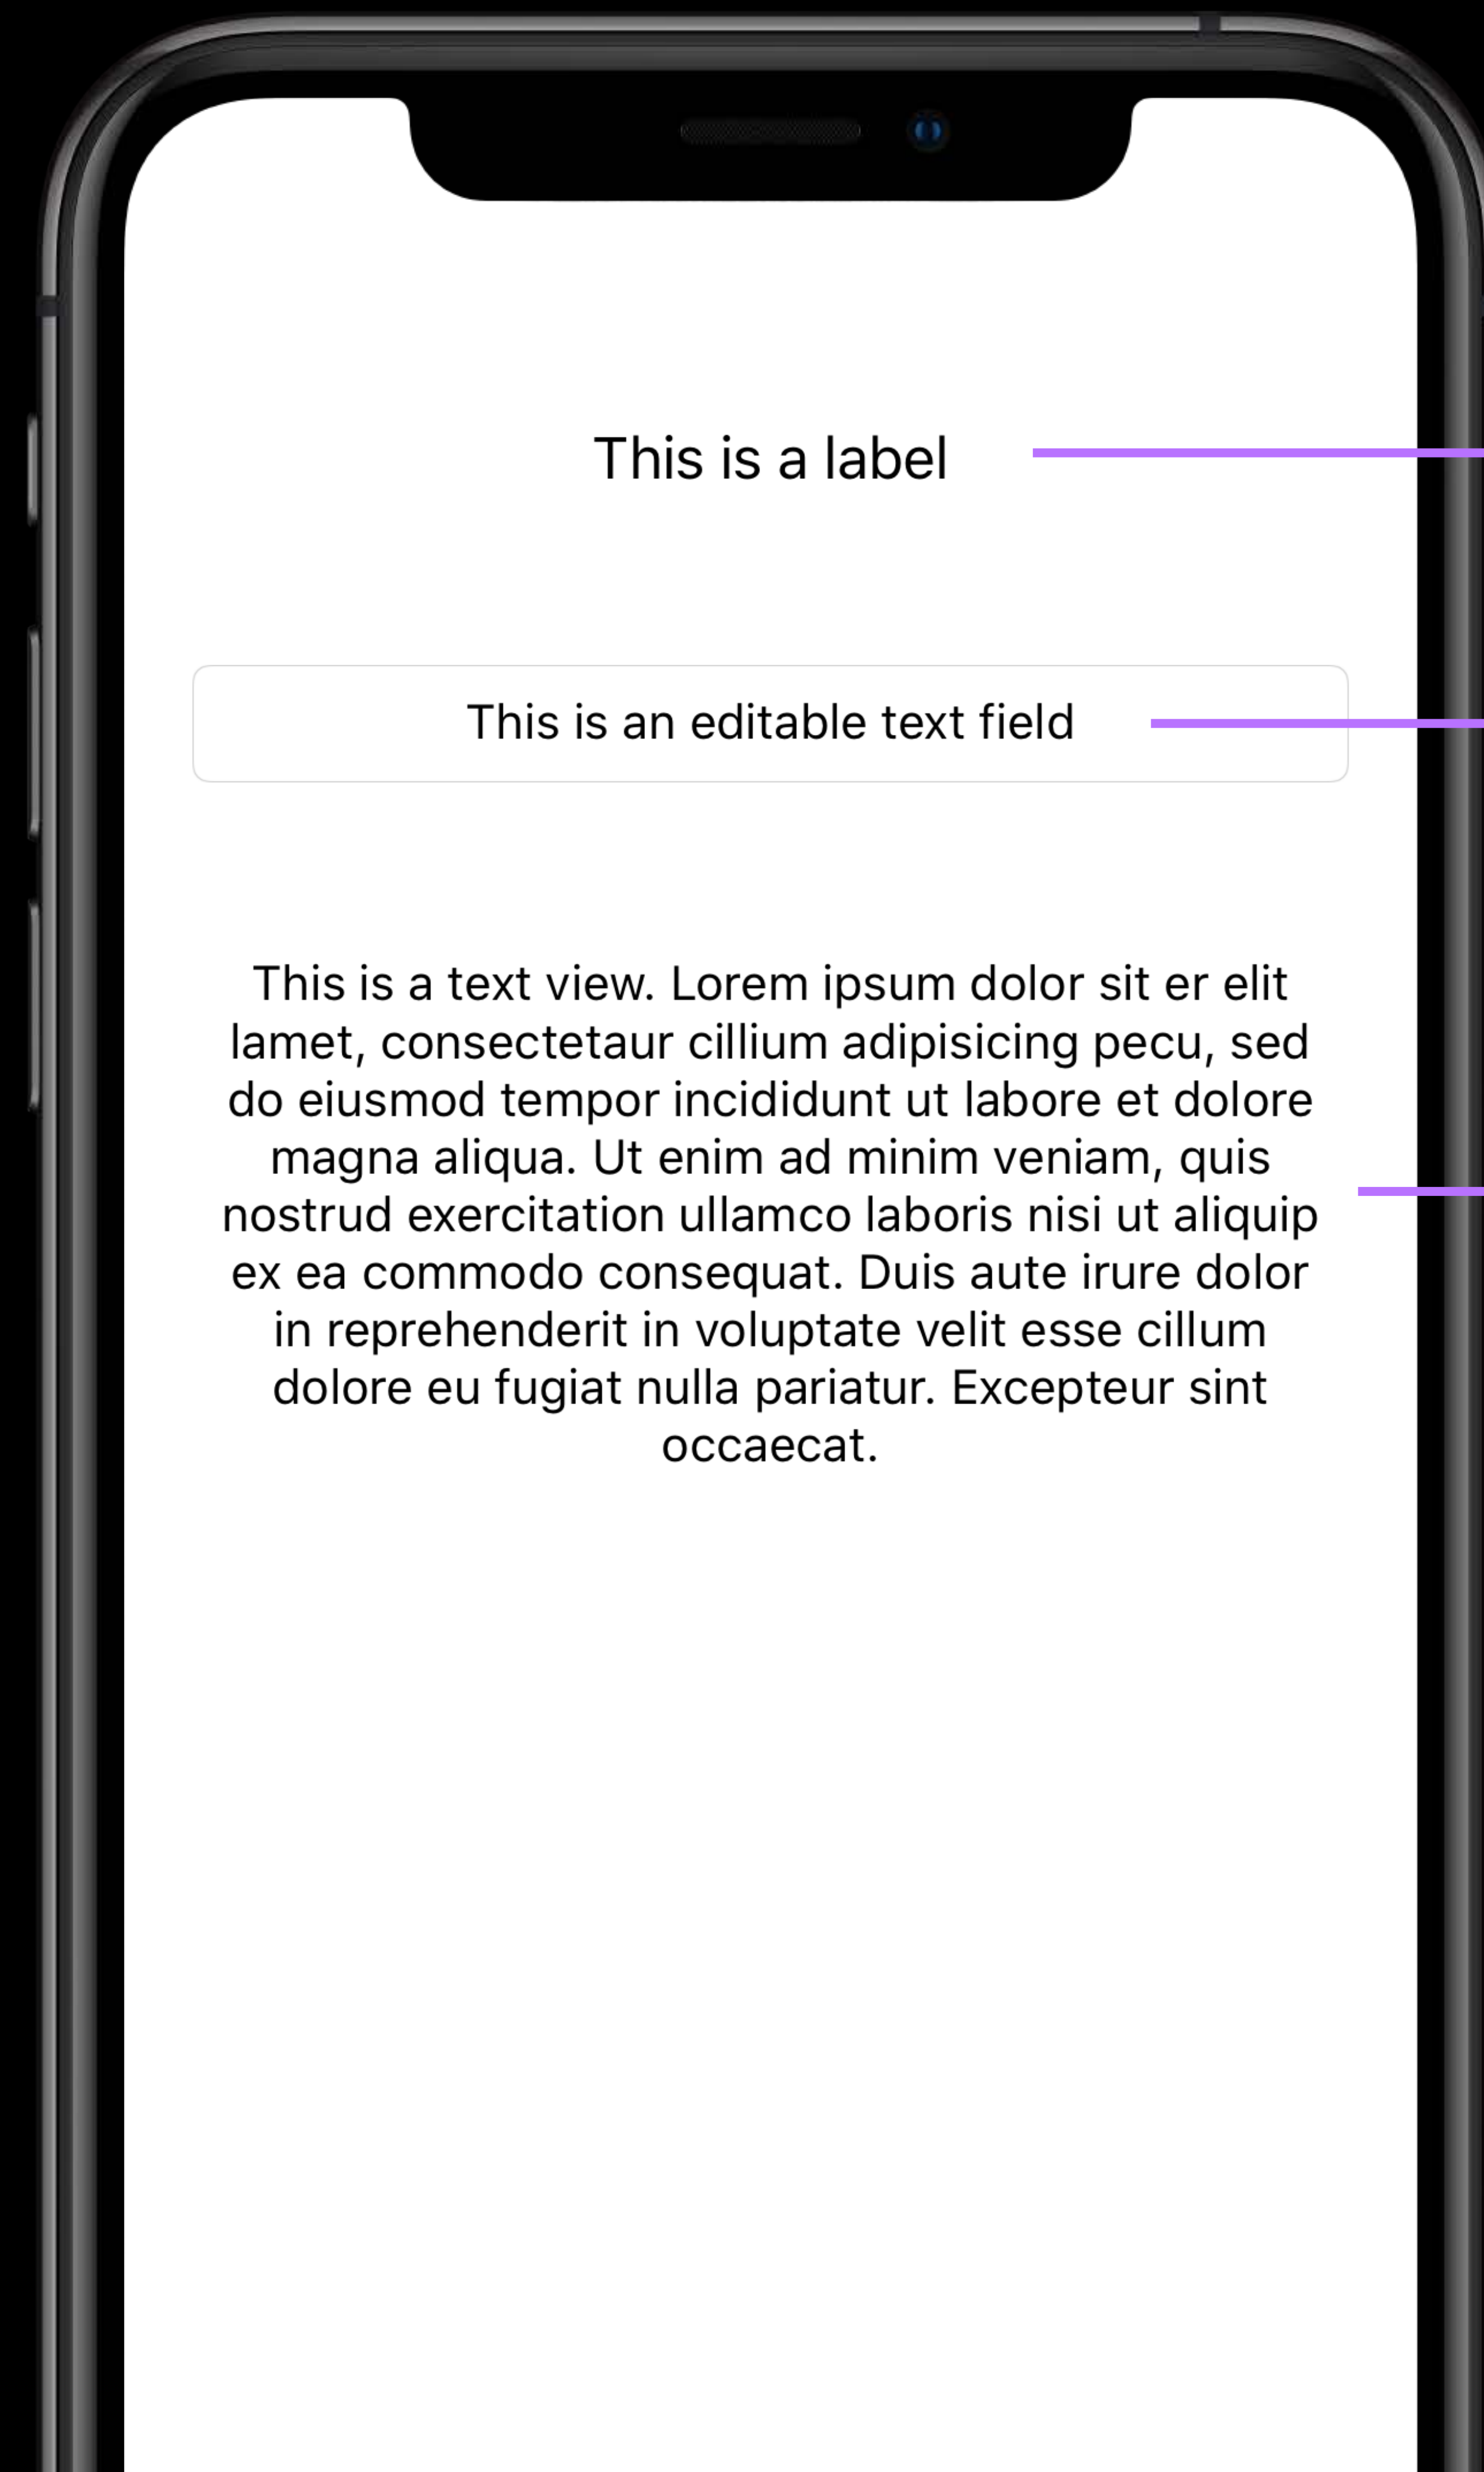 This is a label
This is an editable text field
This is a text view. Lorem ipsum dolor sit er elit
lamet, consectetaur cillium adipisicing pecu, sed
do eiusmod tempor incididunt ut labore et dolore
magna aliqua. Ut enim ad minim veniam, quis
nostrud exercitation ullamco laboris nisi ut aliquip
ex ea commodo consequat. Duis aute irure dolor
in reprehenderit in voluptate velit esse cillum
dolore eu fugiat nulla pariatur. Excepteur sint
occaecat.